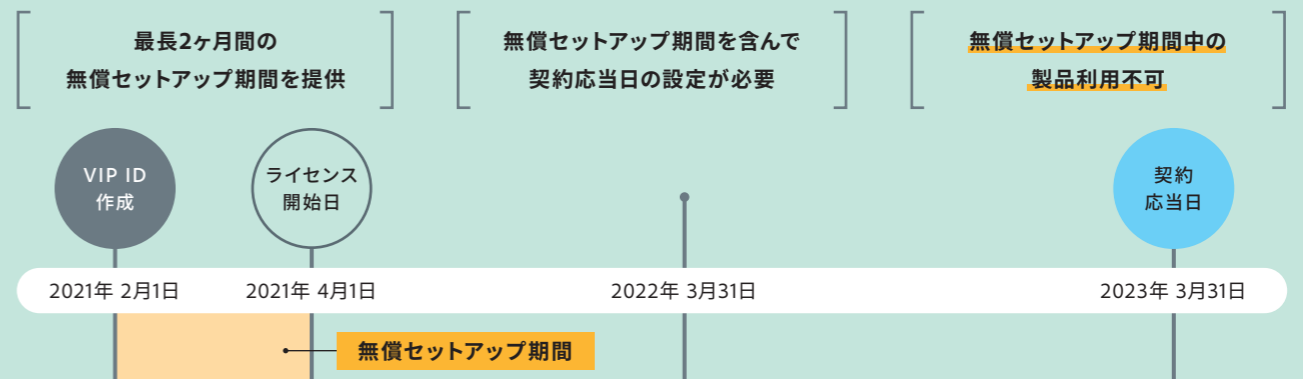 最長2ヶ月間の
無償セットアップ期間を提供
無償セットアップ期間を含んで
契約応当日の設定が必要
無償セットアップ期間中の
製品利用不可
VIP ID
作成
ライセンス
開始日
契約
応当日
2021年 2月1日
2021年 4月1日
2022年 3月31日
2023年 3月31日
無償セットアップ期間